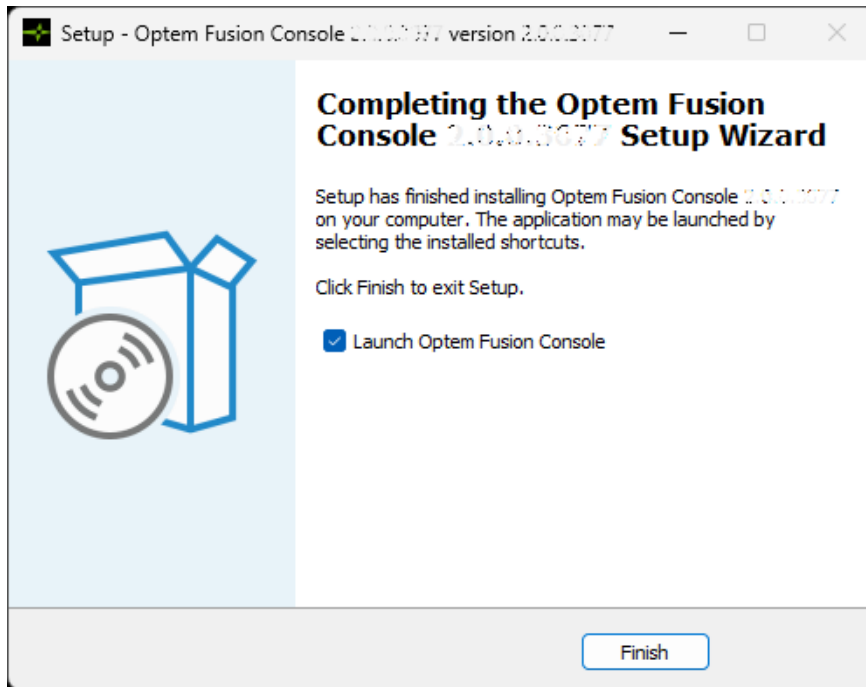 Setup - Optem Fusion Console version
Completing the Optem Fusion
Console Setup Wizard
Setup has finished installing Optem Fusion Console
on your computer. The application may be launched by
selecting the installed shortcuts.
Click Finish to exit Setup.
Launch Optem Fusion Console
Finish